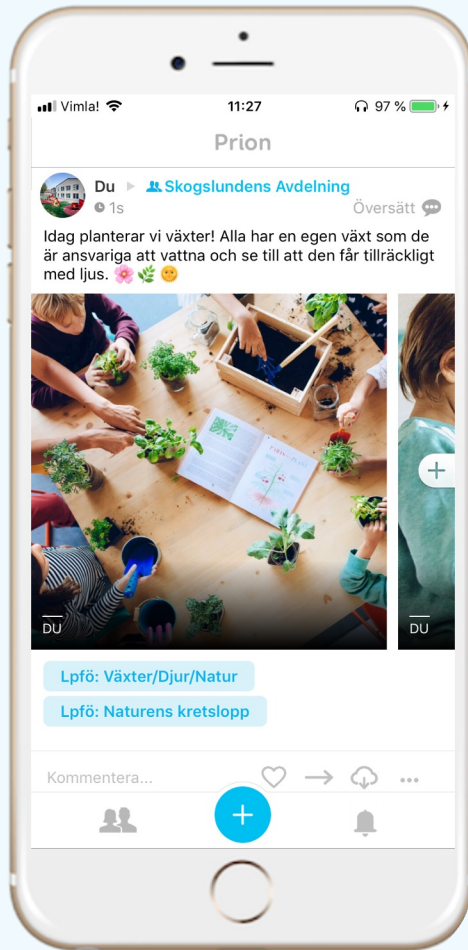 Vimla!
11:27
97 %
Prion
Du
Skogslundens Avdelning
1s
Översätt
Idag planterar vi växter! Alla har en egen växt som de
är ansvariga att vattna och se till att den får tillräckligt
med ljus. 🌸 🌿 🌞
DU
DU
Lpfö: Växter/Djur/Natur
Lpfö: Naturens kretslopp
Kommentera...